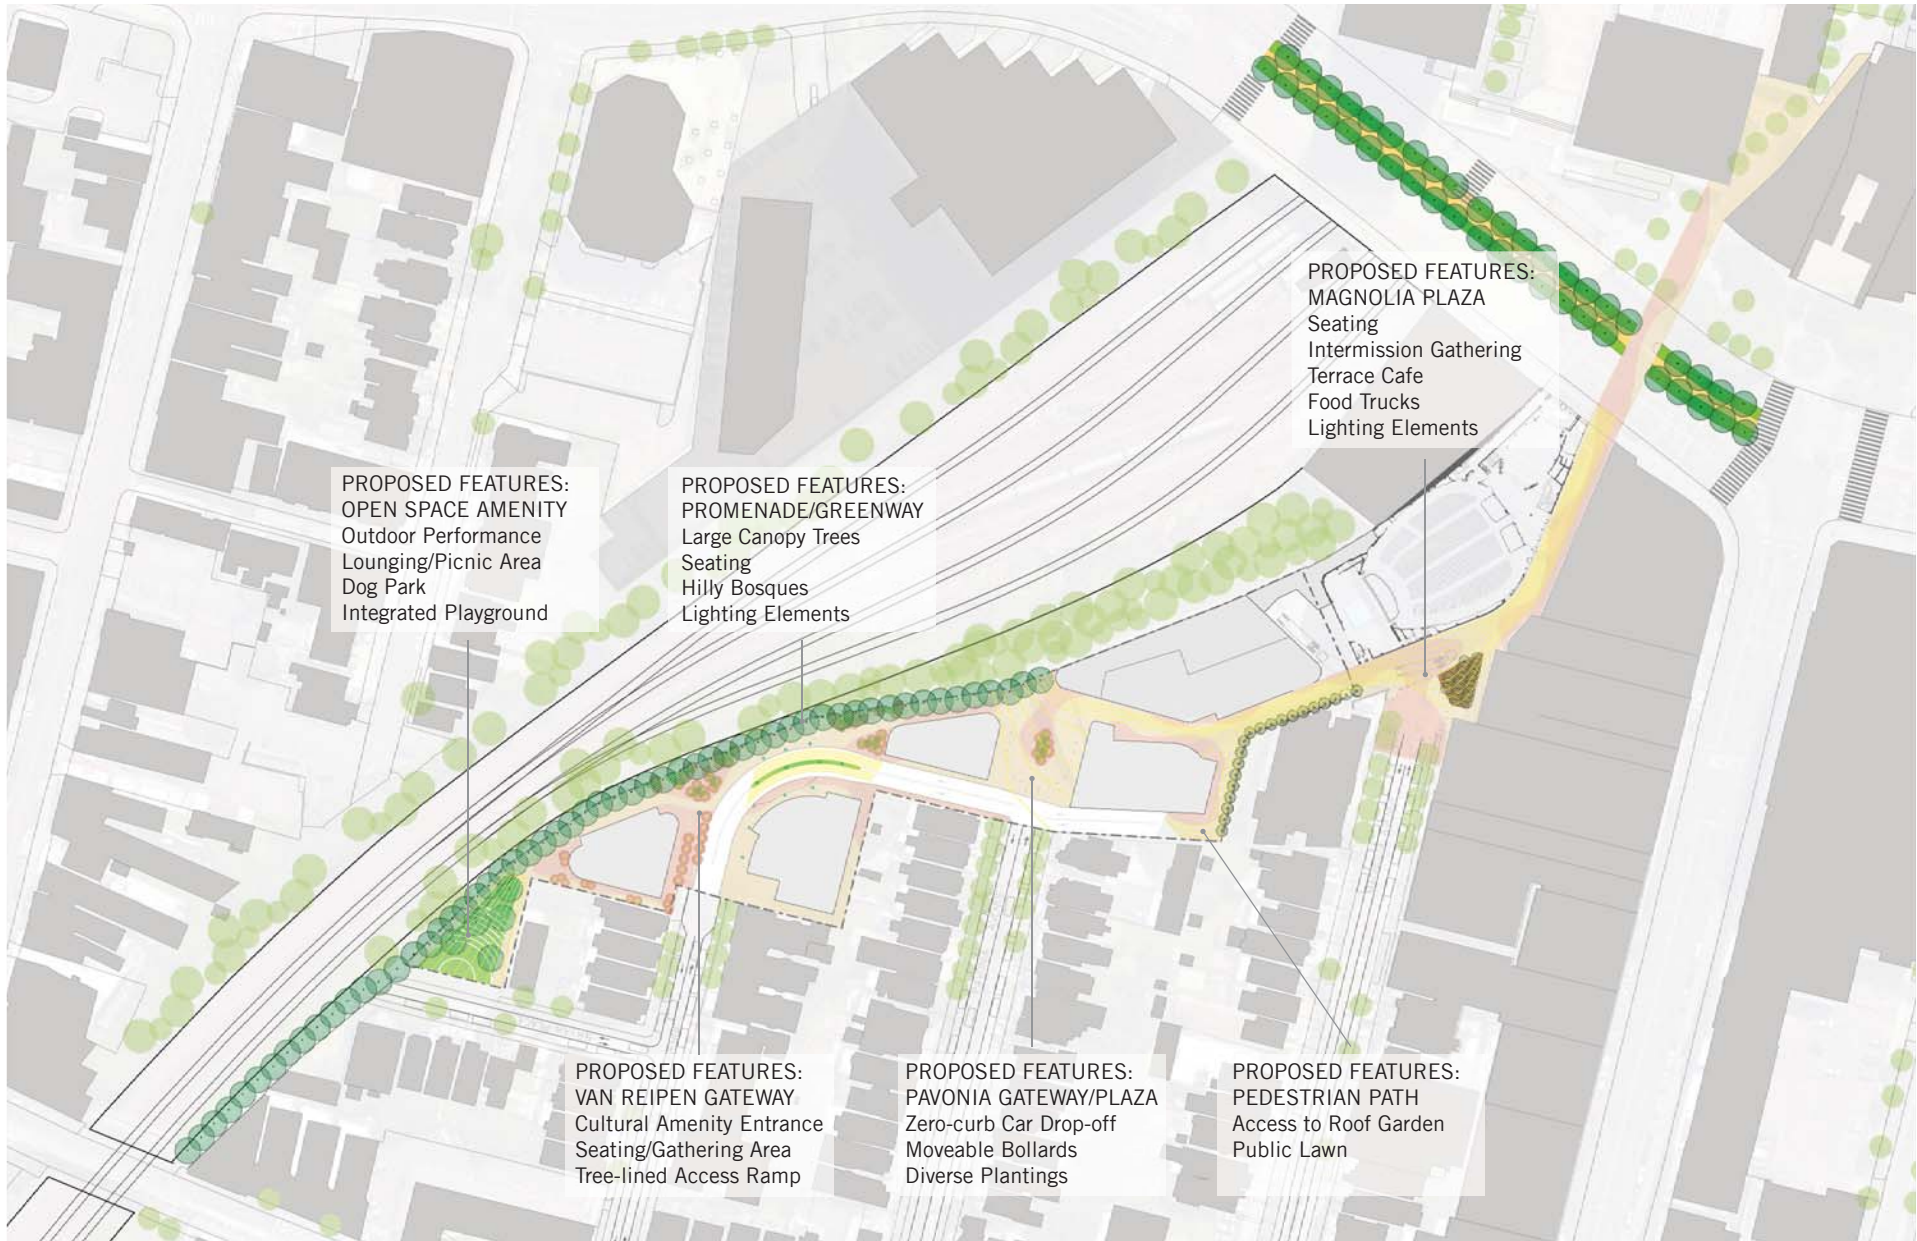 PROPOSED FEATURES:
MAGNOLIA PLAZA
Seating
Intermission Gathering
Terrace Cafe
Food Trucks
Lighting Elements
PROPOSED FEATURES:
OPEN SPACE AMENITY
Outdoor Performance
Lounging/Picnic Area
Dog Park
Integrated Playground
PROPOSED FEATURES:
PROMENADE/GREENWAY
Large Canopy Trees
Seating
Hilly Bosques
Lighting Elements
PROPOSED FEATURES:
VAN REIPEN GATEWAY
Cultural Amenity Entrance
Seating/Gathering Area
Tree-lined Access Ramp
PROPOSED FEATURES:
PAVONIA GATEWAY/PLAZA
Zero-curb Car Drop-off
Moveable Bollards
Diverse Plantings
PROPOSED FEATURES:
PEDESTRIAN PATH
Access to Roof Garden
Public Lawn